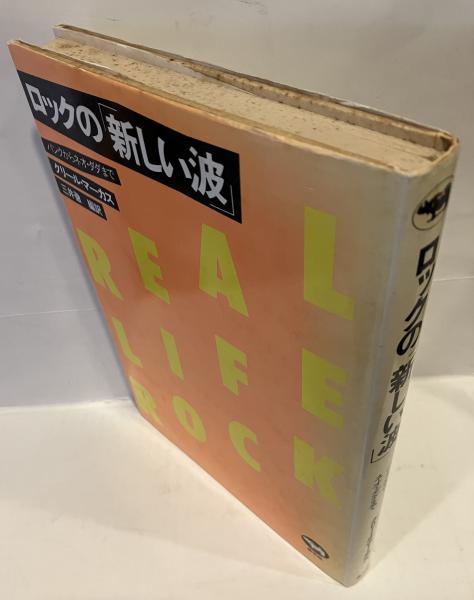 ロックの「新しい波」
パンクからネオ・ダダまで
グリール・マーカス
三井徹 編訳
REAL
LIFE
ROCK
ロックの「新しい波」